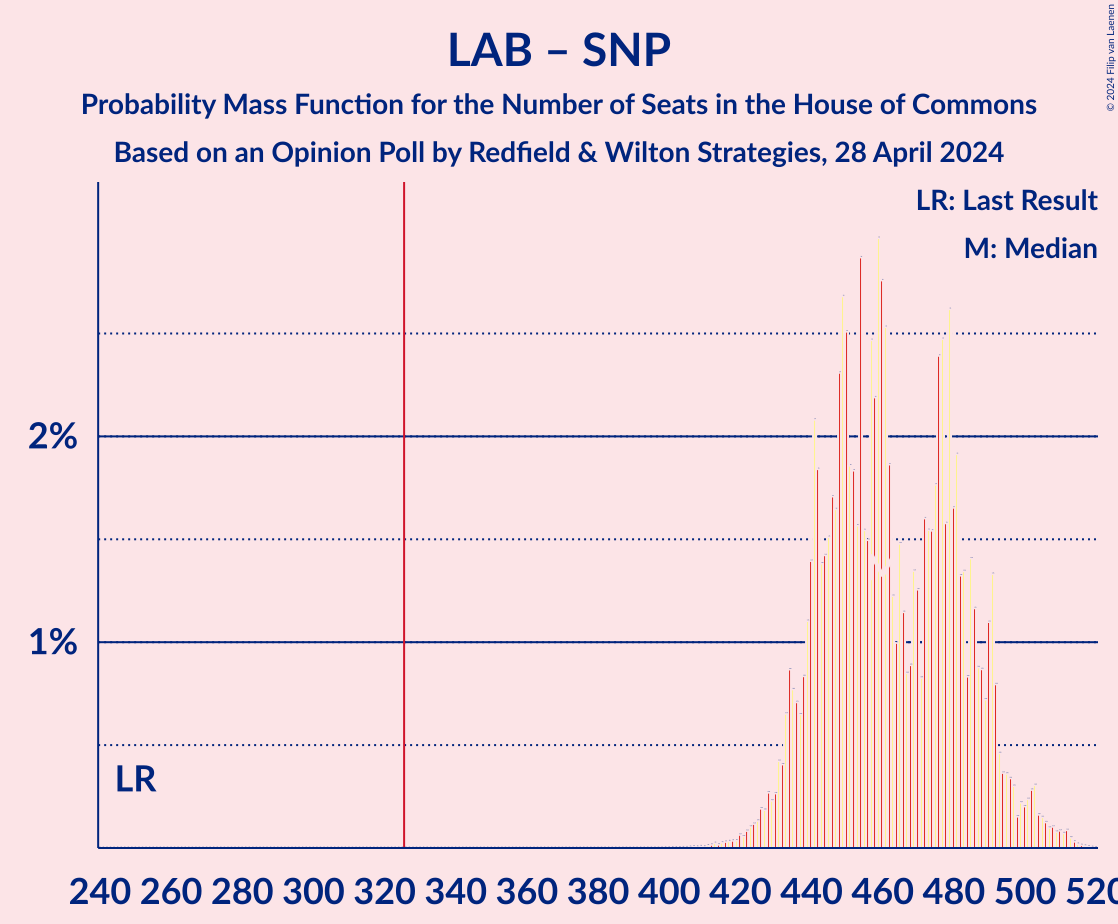 LAB – SNP
Probability Mass Function for the Number of Seats in the House of Commons
Based on an Opinion Poll by Redfield & Wilton Strategies, 28 April 2024
© 2024 Filip van Laenen
LR: Last Result
M: Median
2%
1%
LR
240 260 280 300 320 340 360 380 400 420 440 460 480 500 520